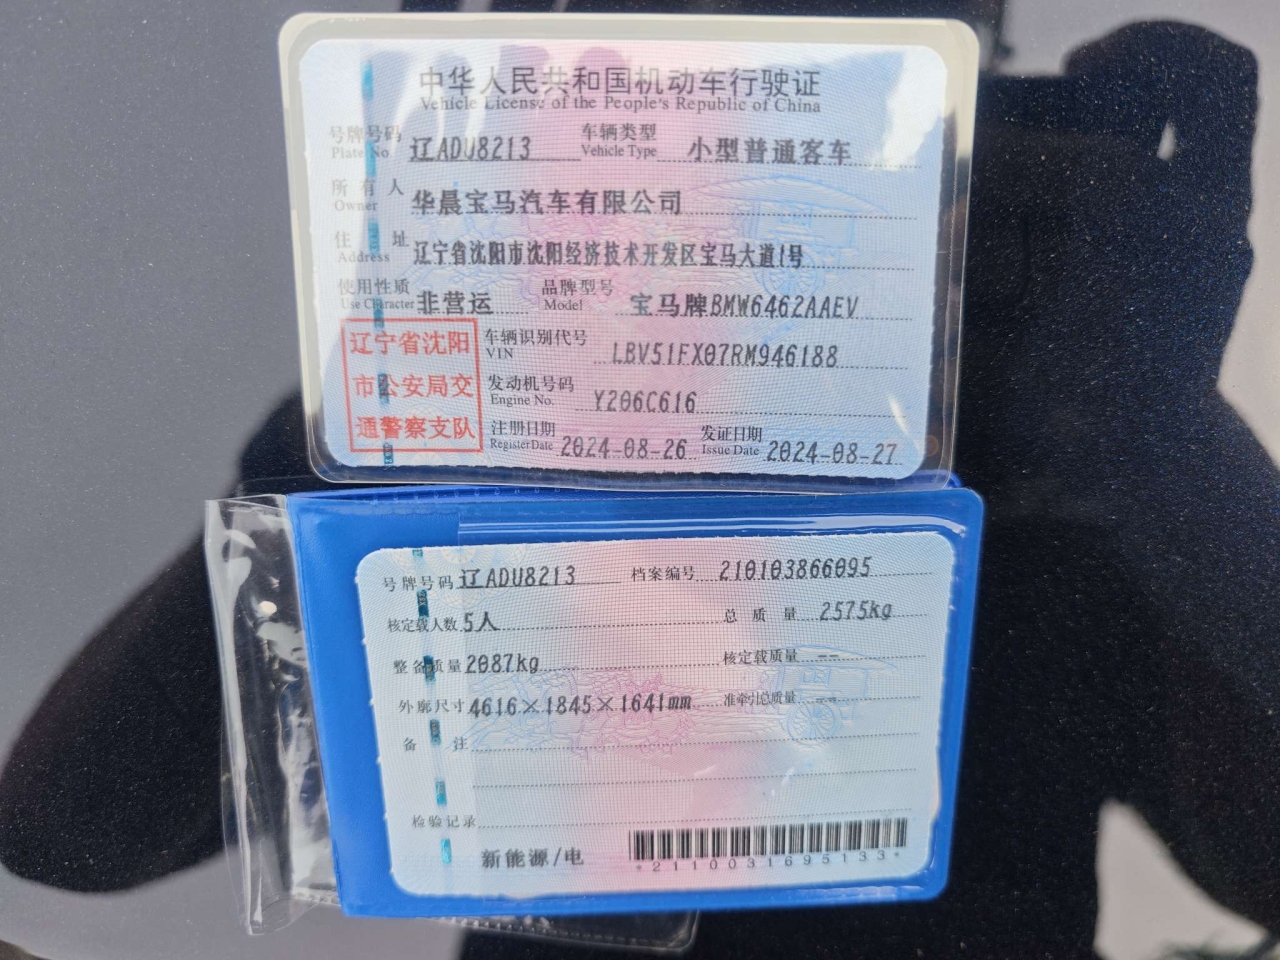 中华人民共和国机动车行驶证
Vehicle License of the People's Republic of China
号牌号码 辽ADU8213 车辆类型 小型普通客车
Plate No. Vehicle Type
所有人 华晨宝马汽车有限公司
Owner
住址 辽宁省沈阳市沈阳经济技术开发区宝马大道1号
Address
使用性质 非营运 品牌型号 宝马牌BMW6462AAEV
Use Character Model
辽宁省沈阳
市公安局交
通警察支队
车辆识别代号 LBV51FX07RM946188
VIN
发动机号码 Y206C616
Engine No.
注册日期 2024-08-26 发证日期 2024-08-27
Register Date Issue Date
号牌号码 辽ADU8213 档案编号 210103866095
核定载人数 5人 总质量 2575kg
整备质量 2087kg 核定载质量 --
外廓尺寸 4616×1845×1641mm 准牵引总质量 --
备注
检验记录
新能源/电
*2110031695133*